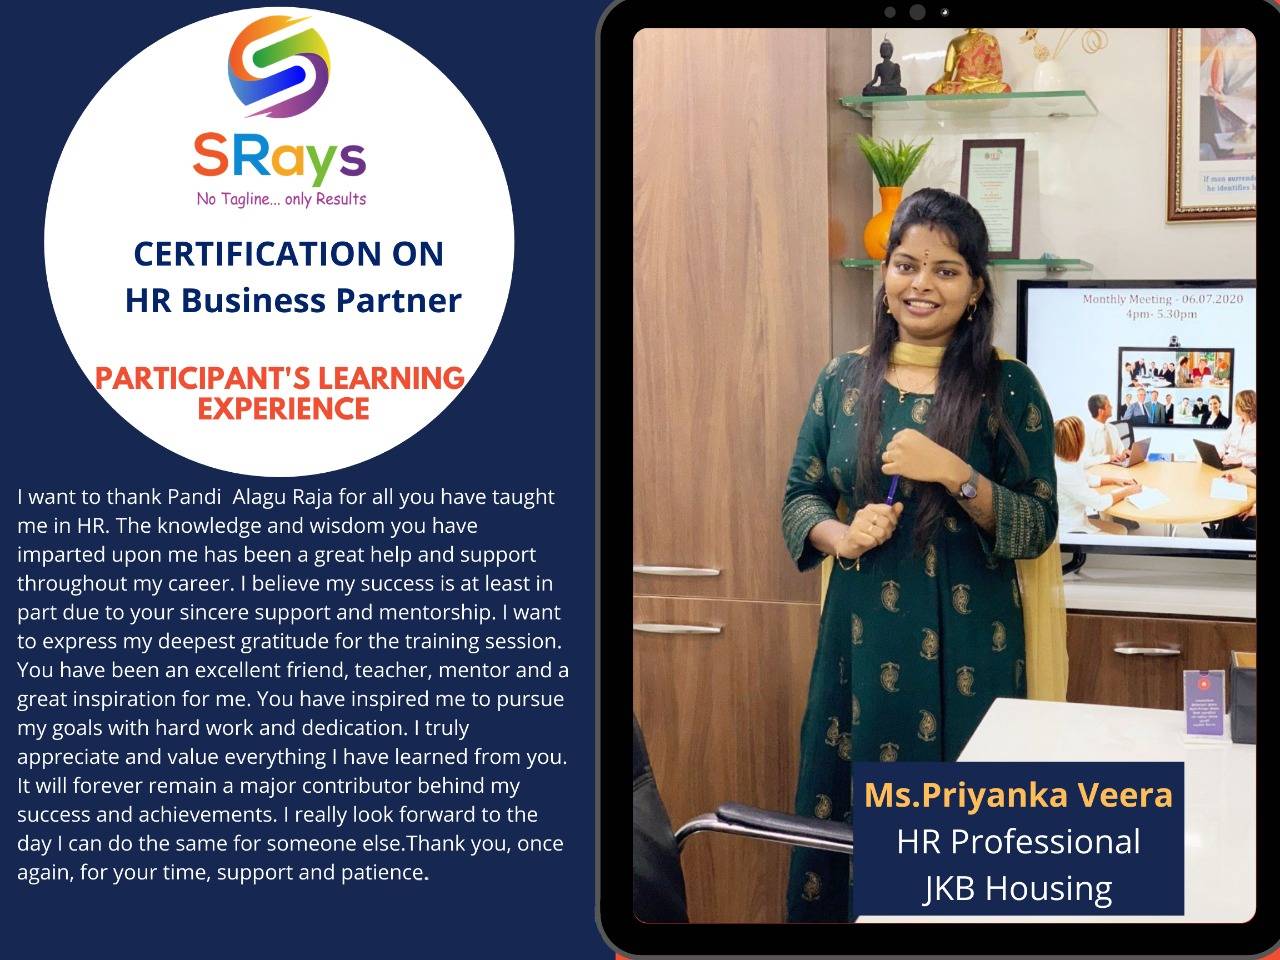 SRays
No Tagline... only Results
CERTIFICATION ON
HR Business Partner
PARTICIPANT'S LEARNING
EXPERIENCE
I want to thank Pandi  Alagu Raja for all you have taught
me in HR. The knowledge and wisdom you have
imparted upon me has been a great help and support
throughout my career. I believe my success is at least in
part due to your sincere support and mentorship. I want
to express my deepest gratitude for the training session.
You have been an excellent friend, teacher, mentor and a
great inspiration for me. You have inspired me to pursue
my goals with hard work and dedication. I truly
appreciate and value everything I have learned from you.
It will forever remain a major contributor behind my
success and achievements. I really look forward to the
day I can do the same for someone else.Thank you, once
again, for your time, support and patience.
If man surrend
he identifies h
Monthly Meeting - 06.07.2020
4pm- 5.30pm
Ms.Priyanka Veera
HR Professional
JKB Housing